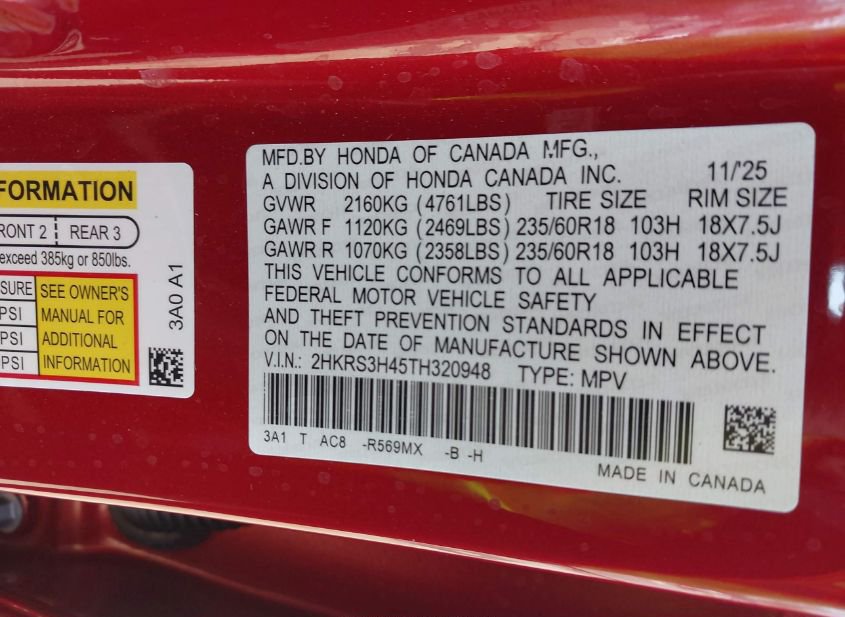 FORMATION
FRONT 2 REAR 3
exceed 385kg or 850lbs.
SURE SEE OWNER'S
PSI MANUAL FOR
PSI ADDITIONAL
PSI INFORMATION
3A0 A1
MFD.BY HONDA OF CANADA MFG.,
A DIVISION OF HONDA CANADA INC. 11/'25
GVWR 2160KG (4761LBS) TIRE SIZE RIM SIZE
GAWR F 1120KG (2469LBS) 235/60R18 103H 18X7.5J
GAWR R 1070KG (2358LBS) 235/60R18 103H 18X7.5J
THIS VEHICLE CONFORMS TO ALL APPLICABLE
FEDERAL MOTOR VEHICLE SAFETY
AND THEFT PREVENTION STANDARDS IN EFFECT
ON THE DATE OF MANUFACTURE SHOWN ABOVE.
V.I.N.: 2HKRS3H45TH320948 TYPE: MPV
3A1 T AC8 -R569MX -B -H
MADE IN CANADA